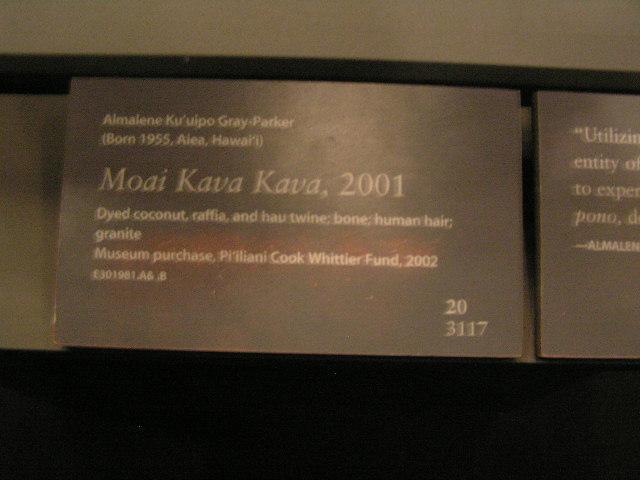 Almalene Ku'uipo Gray-Parker
(Born 1955, Aiea, Hawai'i)
Moai Kava Kava, 2001
Dyed coconut, raffia, and hau twine; bone; human hair;
granite
Museum purchase, Pi'iliani Cook Whittier Fund, 2002
E301981.A& .B
20
3117
"Utilizin
entity of
to exper
pono,
—ALMALEN